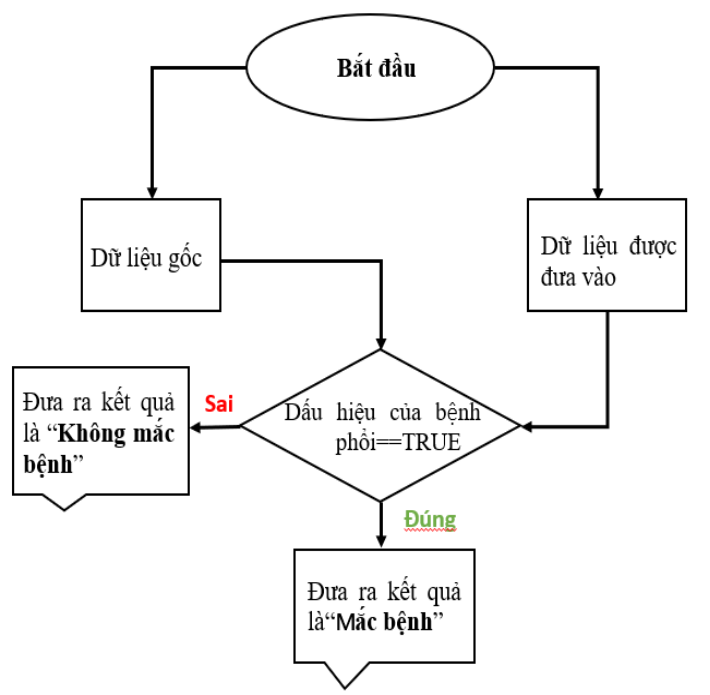 Bắt đầu
Dữ liệu gốc
Dữ liệu được
đưa vào
Dấu hiệu của bệnh
phổi==TRUE
Sai
Đưa ra kết quả
là “Không mắc
bệnh”
Đúng
Đưa ra kết quả
là“Mắc bệnh”